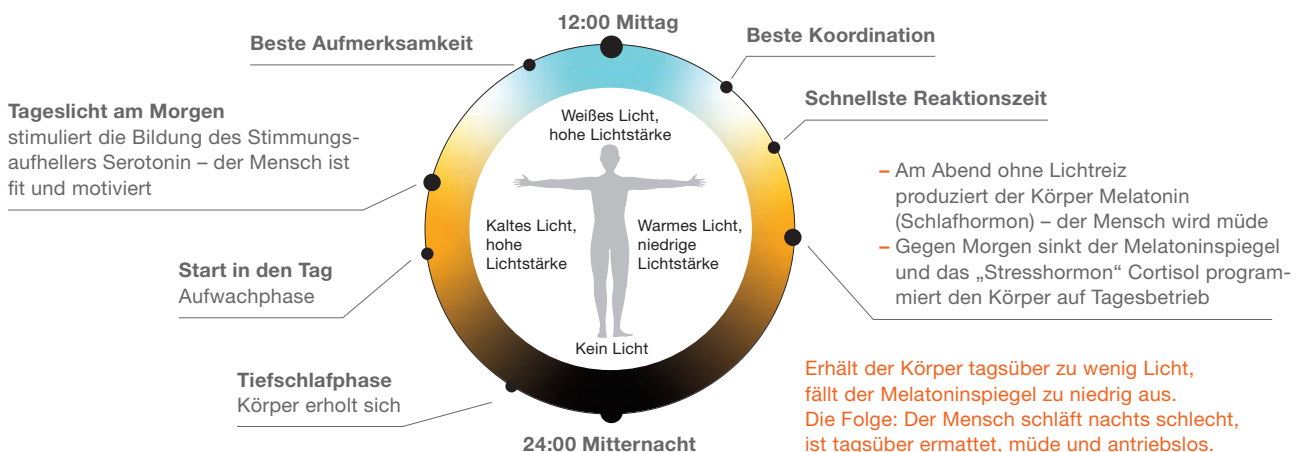 12:00 Mittag
Beste Aufmerksamkeit
Beste Koordination
Tageslicht am Morgen
stimuliert die Bildung des Stimmungs-
aufhellers Serotonin – der Mensch ist
fit und motiviert
Schnellste Reaktionszeit
Weißes Licht,
hohe Lichtstärke
– Am Abend ohne Lichtreiz
produziert der Körper Melatonin
(Schlafhormon) – der Mensch wird müde
– Gegen Morgen sinkt der Melatoninspiegel
und das „Stresshormon“ Cortisol program-
miert den Körper auf Tagesbetrieb
Kaltes Licht,
hohe
Lichtstärke
Warmes Licht,
niedrige
Lichtstärke
Start in den Tag
Aufwachphase
Kein Licht
Tiefschlafphase
Körper erholt sich
Erhält der Körper tagsüber zu wenig Licht,
fällt der Melatoninspiegel zu niedrig aus.
Die Folge: Der Mensch schläft nachts schlecht,
ist tagsüber ermattet, müde und antriebslos.
24:00 Mitternacht